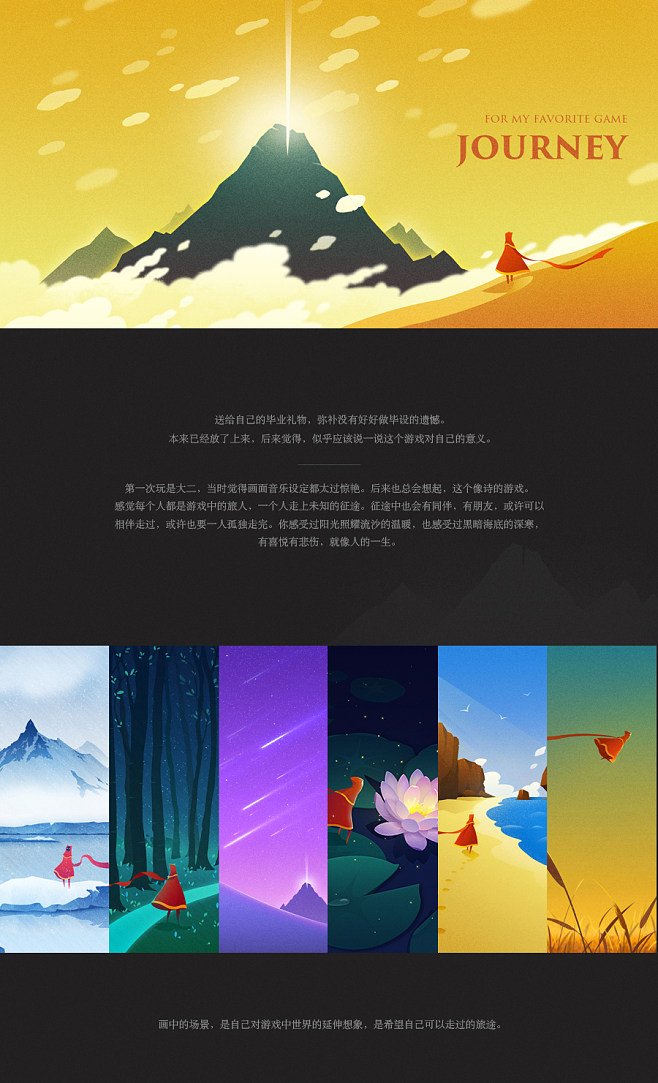 FOR MY FAVORITE GAME
JOURNEY
送给自己的毕业礼物，弥补没有好好做毕设的遗憾。
本来已经放了上来，后来觉得，似乎应该说一说这个游戏对自己的意义。
第一次玩是大二，当时觉得画面音乐设定都太过惊艳。后来也总会想起，这个像诗的游戏。
感觉每个人都是游戏中的旅人，一个人走上未知的征途。征途中也会有同伴，有朋友，或许可以
相伴走过，或许也要一人孤独走完。你感受过阳光照耀流沙的温暖，也感受过黑暗海底的深寒，
有喜悦有悲伤，就像人的一生。
画中的场景，是自己对游戏中世界的延伸想象，是希望自己可以走过的旅途。